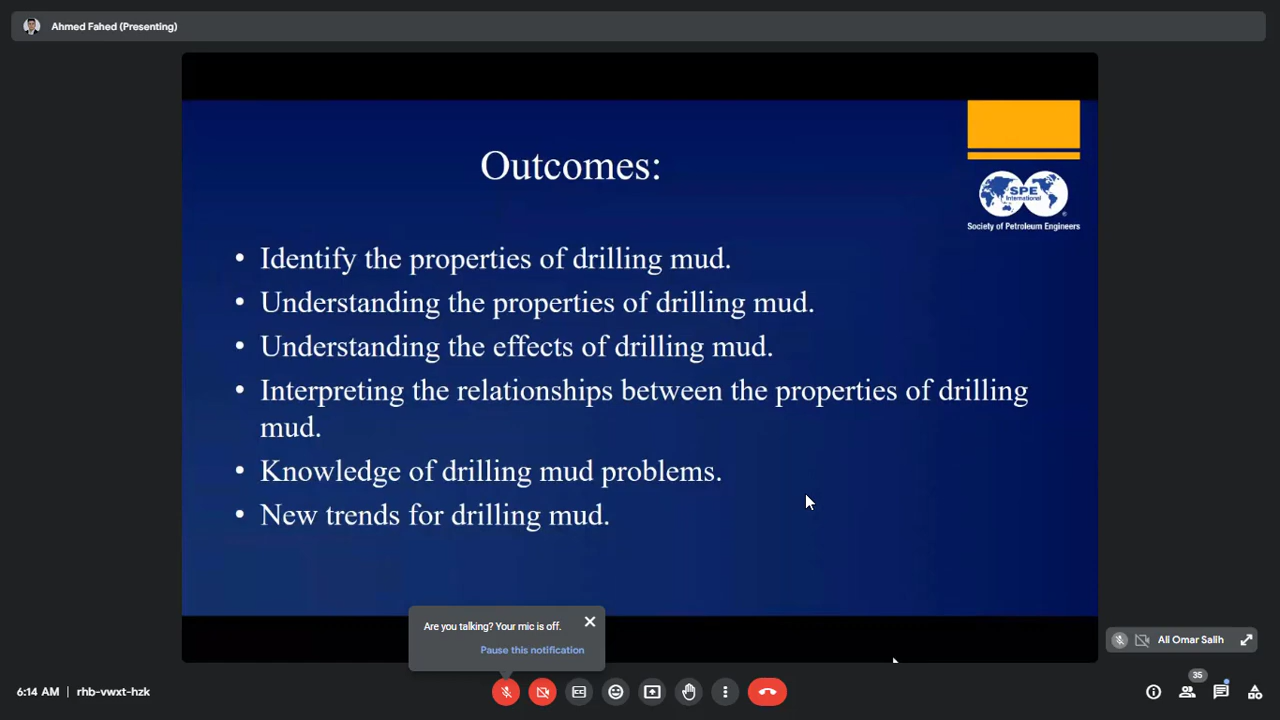 Ahmed Fahed (Presenting)
Outcomes:
SPE
International
®
Society of Petroleum Engineers
• Identify the properties of drilling mud.
• Understanding the properties of drilling mud.
• Understanding the effects of drilling mud.
• Interpreting the relationships between the properties of drilling
mud.
• Knowledge of drilling mud problems.
• New trends for drilling mud.
Are you talking? Your mic is off.
Pause this notification
Ali Omar Salih
6:14 AM | rhb-vwxt-hzk
35